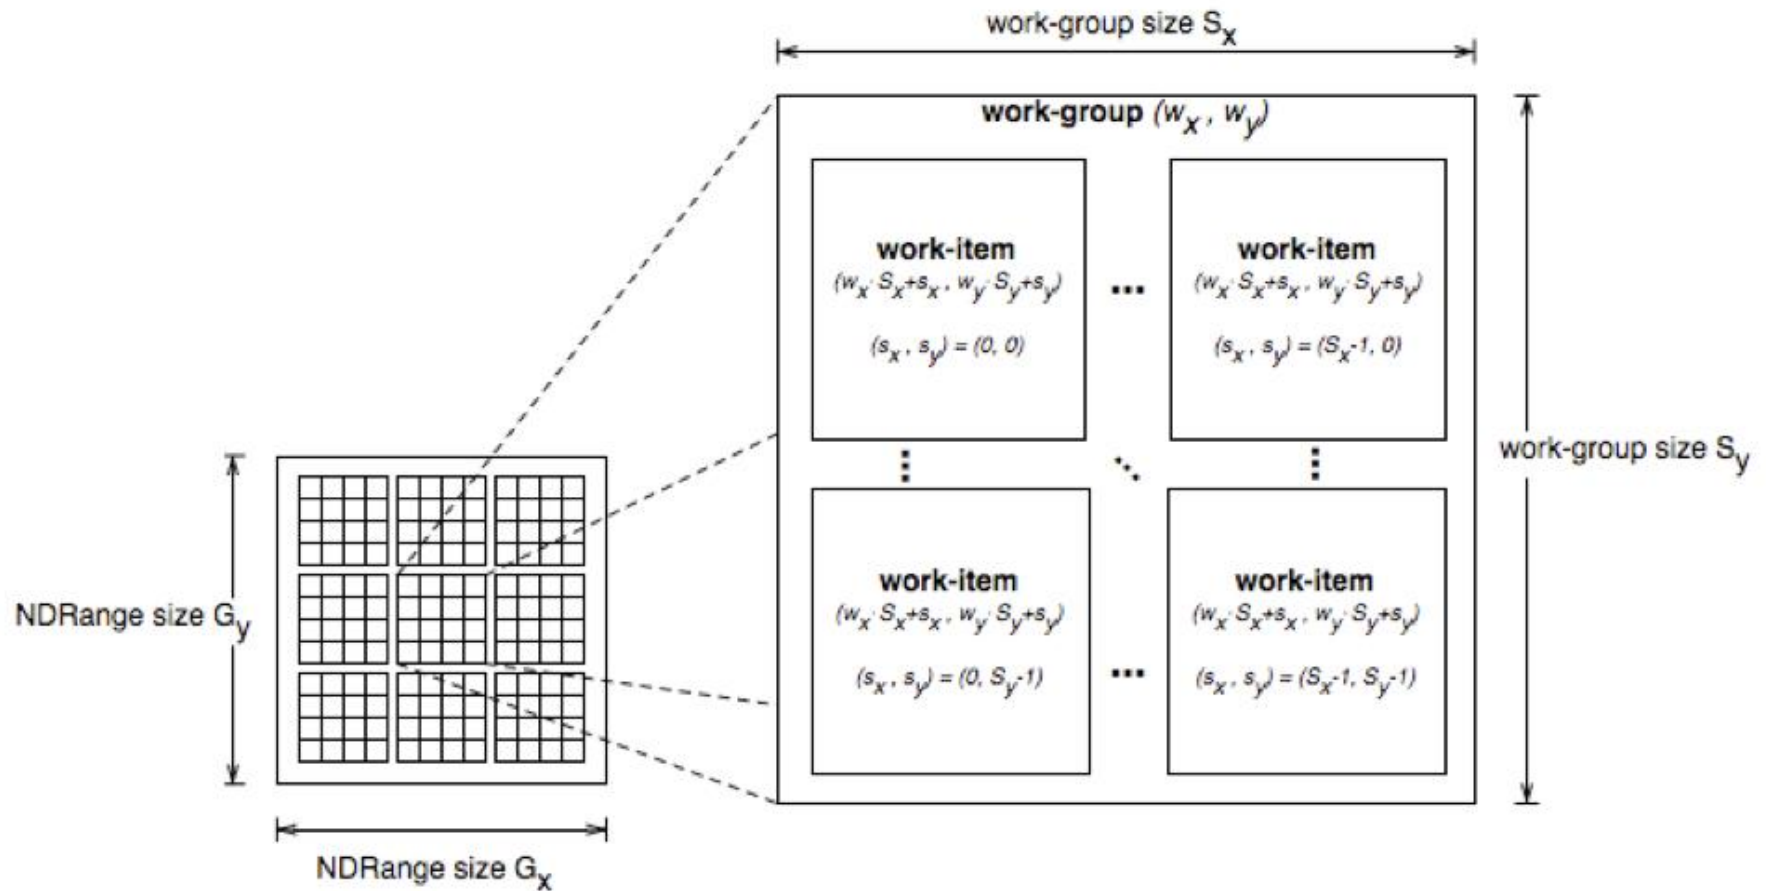 work-group size Sx
work-group (wx , wy)
work-item
(wx· Sx+sx , wy· Sy+sy)
(sx , sy) = (0, 0)
...
work-item
(wx· Sx+sx , wy· Sy+sy)
(sx , sy) = (Sx-1, 0)
work-group size Sy
work-item
(wx· Sx+sx , wy· Sy+sy)
(sx , sy) = (0, Sy-1)
...
work-item
(wx· Sx+sx , wy· Sy+sy)
(sx , sy) = (Sx-1, Sy-1)
NDRange size Gy
NDRange size Gx